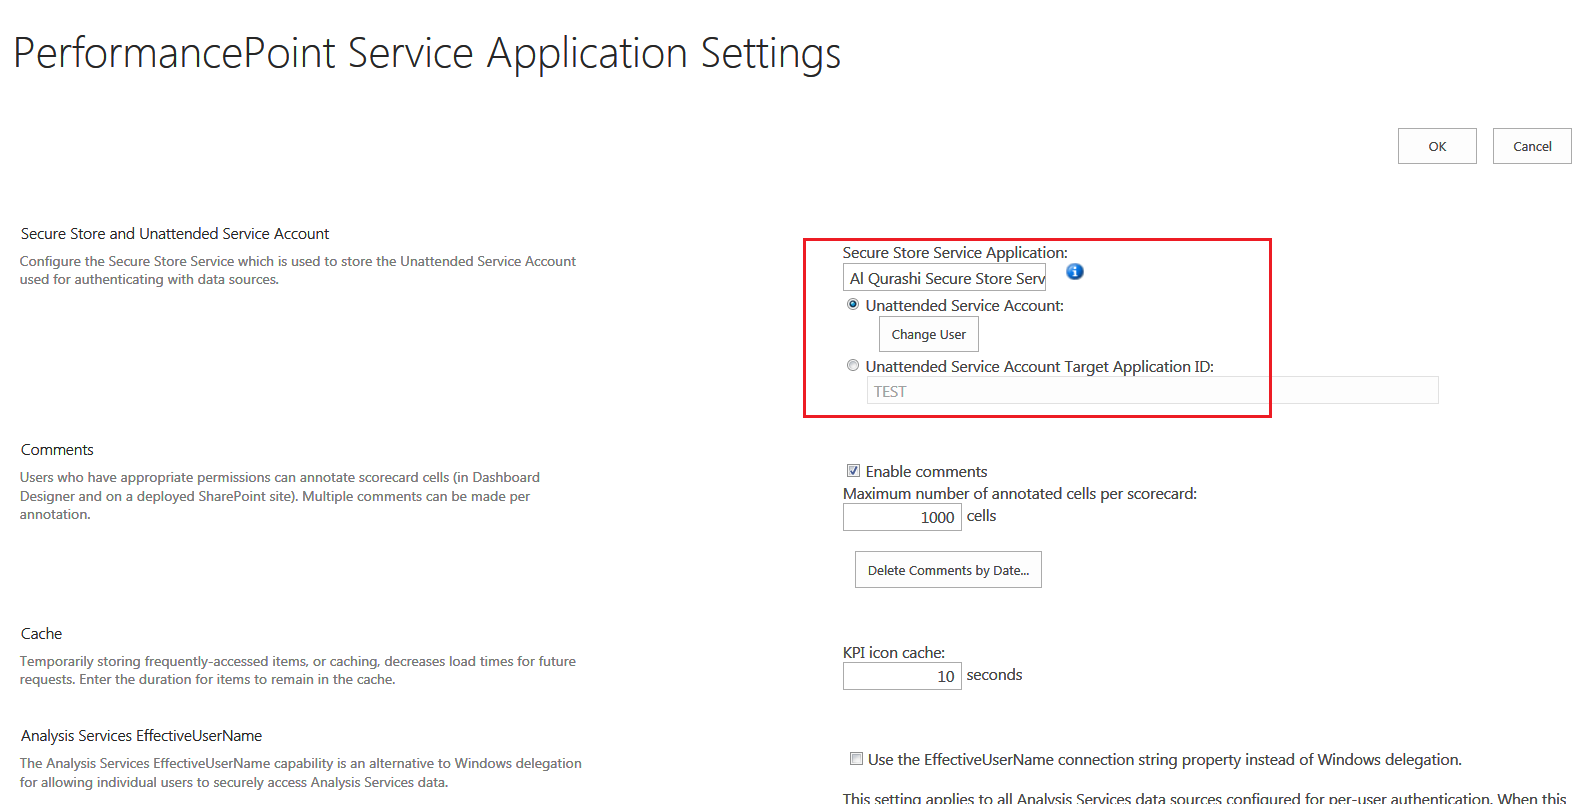 PerformancePoint Service Application Settings
OK
Cancel
Secure Store and Unattended Service Account
Configure the Secure Store Service which is used to store the Unattended Service Account
used for authenticating with data sources.
Secure Store Service Application:
Al Qurashi Secure Store Serv
Unattended Service Account:
Change User
Unattended Service Account Target Application ID:
TEST
Comments
Users who have appropriate permissions can annotate scorecard cells (in Dashboard
Designer and on a deployed SharePoint site). Multiple comments can be made per
annotation.
Enable comments
Maximum number of annotated cells per scorecard:
1000 cells
Delete Comments by Date...
Cache
Temporarily storing frequently-accessed items, or caching, decreases load times for future
requests. Enter the duration for items to remain in the cache.
KPI icon cache:
10 seconds
Analysis Services EffectiveUserName
The Analysis Services EffectiveUserName capability is an alternative to Windows delegation
for allowing individual users to securely access Analysis Services data.
Use the EffectiveUserName connection string property instead of Windows delegation.
This setting applies to all Analysis Services data sources configured for per-user authentication. When this